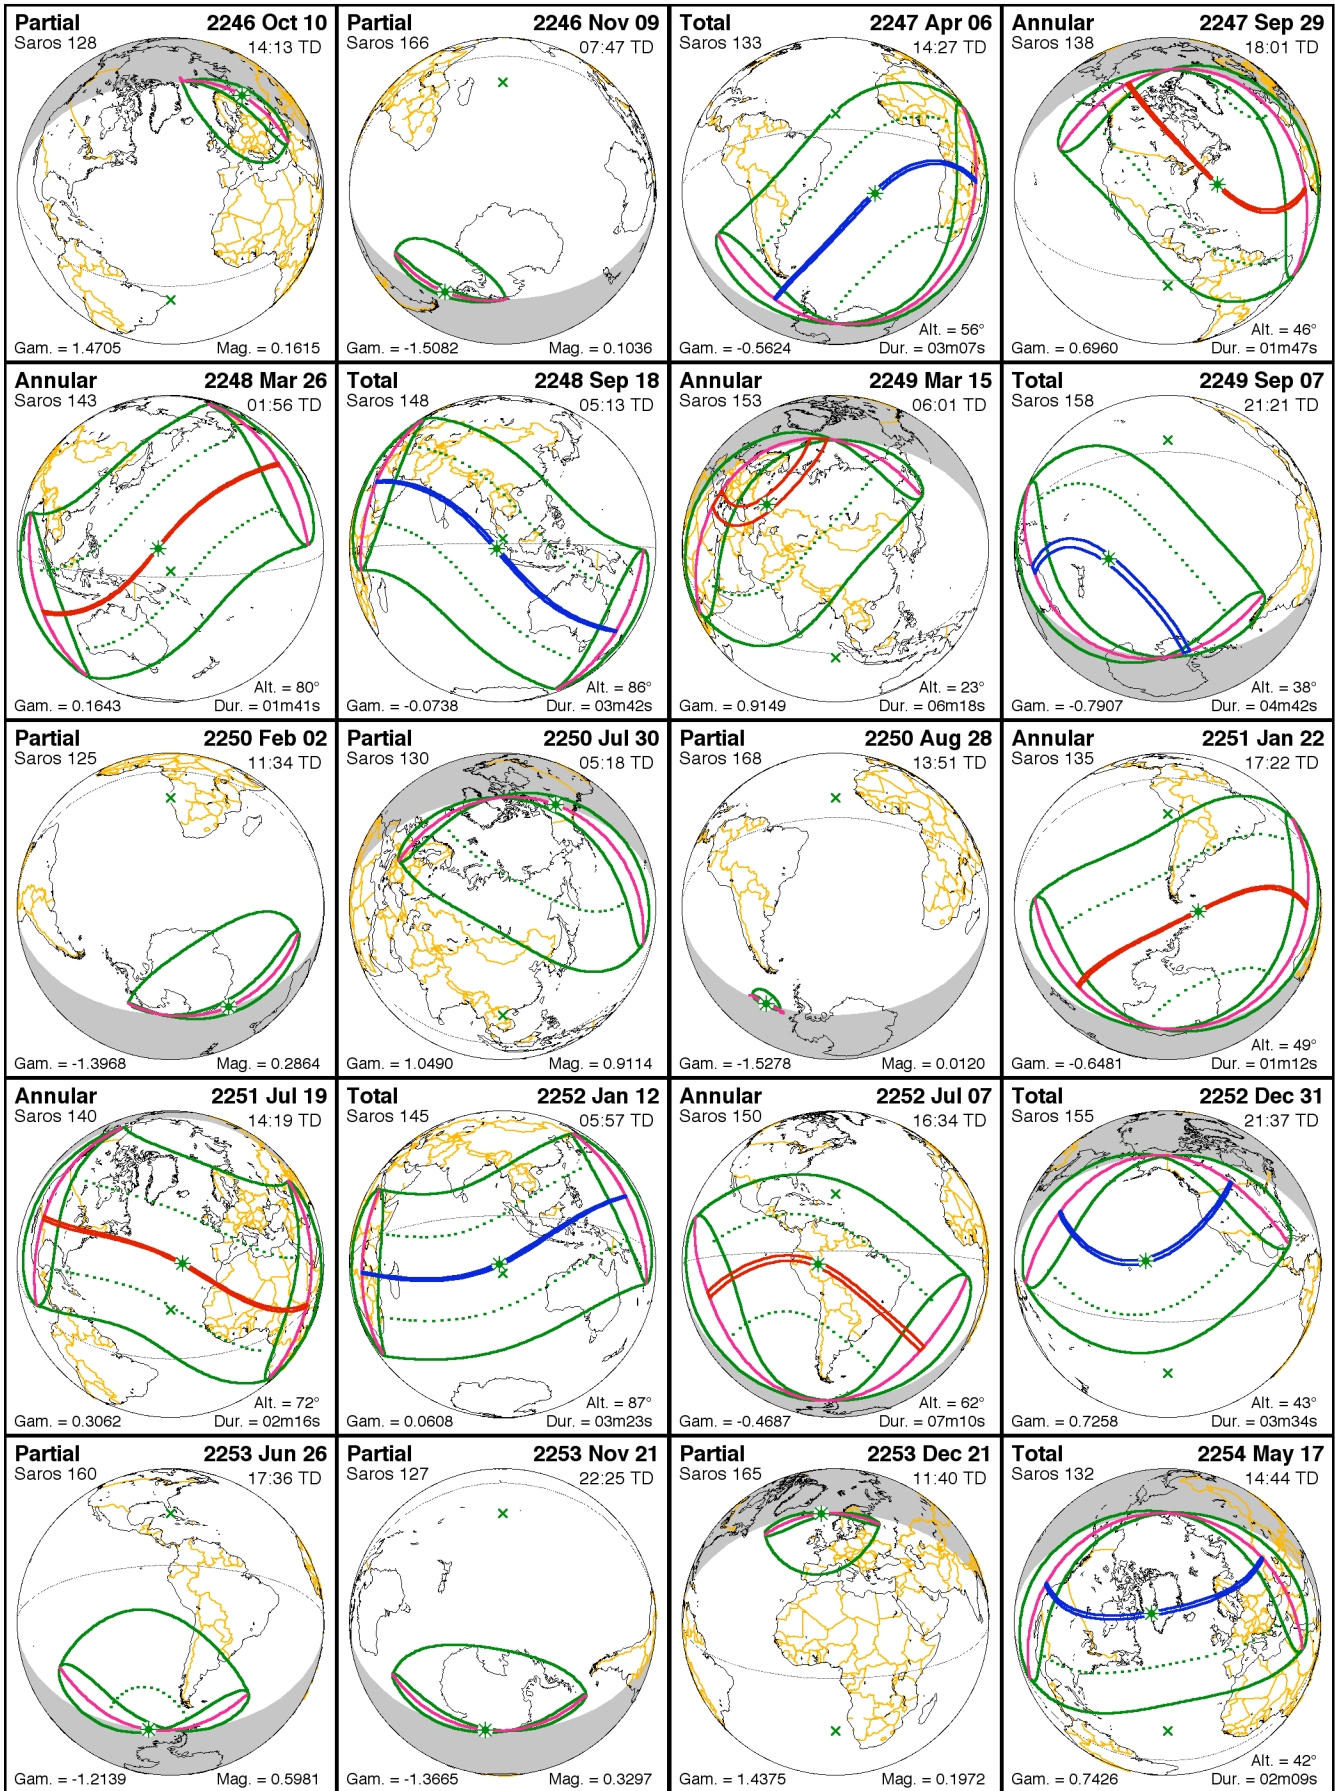 Partial 2246 Oct 10
Saros 128 14:13 TD
Gam. = 1.4705 Mag. = 0.1615
Partial 2246 Nov 09
Saros 166 07:47 TD
Gam. = -1.5082 Mag. = 0.1036
Total 2247 Apr 06
Saros 133 14:27 TD
Alt. = 56°
Gam. = -0.5624 Dur. = 03m07s
Annular 2247 Sep 29
Saros 138 18:01 TD
Alt. = 46°
Gam. = 0.6960 Dur. = 01m47s
Annular 2248 Mar 26
Saros 143 01:56 TD
Alt. = 80°
Gam. = 0.1643 Dur. = 01m41s
Total 2248 Sep 18
Saros 148 05:13 TD
Alt. = 86°
Gam. = -0.0738 Dur. = 03m42s
Annular 2249 Mar 15
Saros 153 06:01 TD
Alt. = 23°
Gam. = 0.9149 Dur. = 06m18s
Total 2249 Sep 07
Saros 158 21:21 TD
Alt. = 38°
Gam. = -0.7907 Dur. = 04m42s
Partial 2250 Feb 02
Saros 125 11:34 TD
Gam. = -1.3968 Mag. = 0.2864
Partial 2250 Jul 30
Saros 130 05:18 TD
Gam. = 1.0490 Mag. = 0.9114
Partial 2250 Aug 28
Saros 168 13:51 TD
Gam. = -1.5278 Mag. = 0.0120
Annular 2251 Jan 22
Saros 135 17:22 TD
Alt. = 49°
Gam. = -0.6481 Dur. = 01m12s
Annular 2251 Jul 19
Saros 140 14:19 TD
Alt. = 72°
Gam. = 0.3062 Dur. = 02m16s
Total 2252 Jan 12
Saros 145 05:57 TD
Alt. = 87°
Gam. = 0.0608 Dur. = 03m23s
Annular 2252 Jul 07
Saros 150 16:34 TD
Alt. = 62°
Gam. = -0.4687 Dur. = 07m10s
Total 2252 Dec 31
Saros 155 21:37 TD
Alt. = 43°
Gam. = 0.7258 Dur. = 03m34s
Partial 2253 Jun 26
Saros 160 17:36 TD
Gam. = -1.2139 Mag. = 0.5981
Partial 2253 Nov 21
Saros 127 22:25 TD
Gam. = -1.3665 Mag. = 0.3297
Partial 2253 Dec 21
Saros 165 11:40 TD
Gam. = 1.4375 Mag. = 0.1972
Total 2254 May 17
Saros 132 14:44 TD
Alt. = 42°
Gam. = 0.7426 Dur. = 02m09s